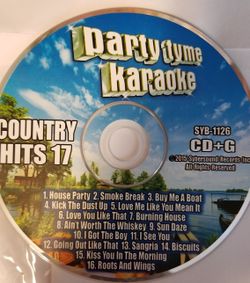 party tyme
karaoke
COUNTRY
HITS 17
SYB-1126
CD+G
2015 Sybersound Records, Inc.
All Rights Reserved
1. House Party 2. Smoke Break 3. Buy Me A Boat
4. Kick The Dust Up 5. Love Me Like You Mean It
6. Love You Like That 7. Burning House
8. Ain't Worth The Whiskey 9. Sun Daze
10. I Got The Boy 11. I See You
12. Going Out Like That 13. Sangria 14. Biscuits
15. Kiss You In The Morning
16. Roots And Wings